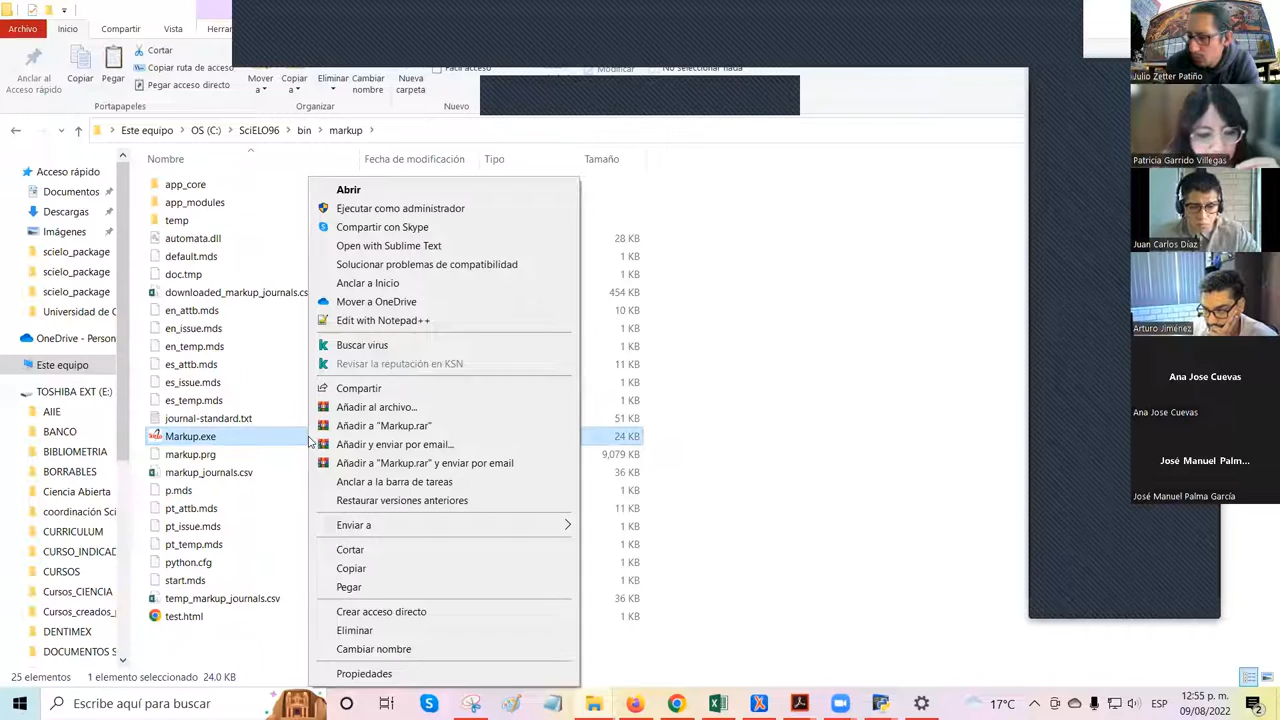 Archivo Inicio Compartir Vista Herrar
Cortar
Copiar ruta de acceso
Pegar acceso directo
Anclar al
Acceso rápido
Copiar
Pegar
Mover
a
Copiar
a
Eliminar
Cambiar
nombre
Nueva
carpeta
Fácil acceso
Modificar
No seleccionar nada
Portapapeles
Organizar
Nuevo
Este equipo > OS (C:) > SciELO96 > bin > markup >
Nombre
Fecha de modificación
Tipo
Tamaño
Acceso rápido
Documentos
Descargas
Imágenes
scielo_package
scielo_package
scielo_package
Universidad de C
OneDrive - Person
Este equipo
TOSHIBA EXT (E:)
AIIE
BANCO
BIBLIOMETRIA
BORRABLES
Ciencia Abierta
coordinación Sci
CURRICULUM
CURSO_INDICAD
CURSOS
Cursos_CIENCIA
Cursos_creados_p
DENTIMEX
DOCUMENTOS S
app_core
app_modules
temp
automata.dll
28 KB
default.mds
1 KB
doc.tmp
1 KB
downloaded_markup_journals.cs
454 KB
en_attb.mds
10 KB
en_issue.mds
1 KB
en_temp.mds
1 KB
es_attb.mds
11 KB
es_issue.mds
1 KB
es_temp.mds
1 KB
journal-standard.txt
51 KB
Markup.exe
24 KB
markup.prg
9,079 KB
markup_journals.csv
36 KB
p.mds
1 KB
pt_attb.mds
11 KB
pt_issue.mds
1 KB
pt_temp.mds
1 KB
python.cfg
1 KB
start.mds
1 KB
temp_markup_journals.csv
36 KB
test.html
1 KB
Abrir
Ejecutar como administrador
Compartir con Skype
Open with Sublime Text
Solucionar problemas de compatibilidad
Anclar a Inicio
Mover a OneDrive
Edit with Notepad++
Buscar virus
Revisar la reputación en KSN
Compartir
Añadir al archivo...
Añadir a "Markup.rar"
Añadir y enviar por email...
Añadir a "Markup.rar" y enviar por email
Anclar a la barra de tareas
Restaurar versiones anteriores
Enviar a
Cortar
Copiar
Pegar
Crear acceso directo
Eliminar
Cambiar nombre
Propiedades
Julio Zetter Patiño
Patricia Garrido Villegas
Juan Carlos Díaz
Arturo Jiménez
Ana Jose Cuevas
Ana Jose Cuevas
José Manuel Palm...
José Manuel Palma García
25 elementos 1 elemento seleccionado 24.0 KB
Escribe aquí para buscar
17°C
ESP
12:55 p. m.
09/08/2022
2